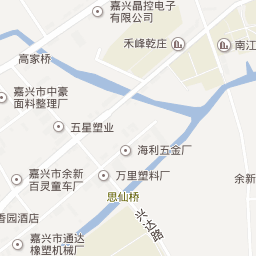 嘉兴晶控电子
有限公司
禾峰乾庄
南江
高家桥
嘉兴市中豪
面料整理厂
五星塑业
海利五金厂
嘉兴市余新
百灵童车厂
万里塑料厂
余新
思仙桥
香园酒店
兴达路
嘉兴市通达
橡塑机械厂